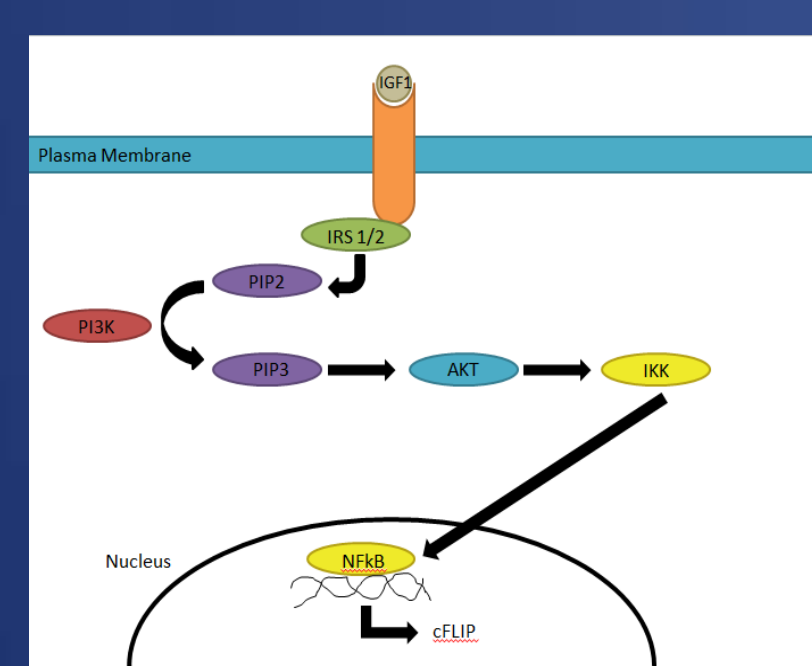 IGF1
Plasma Membrane
IRS 1/2
PIP2
PI3K
PIP3
AKT
IKK
Nucleus
NFkB
cFLIP